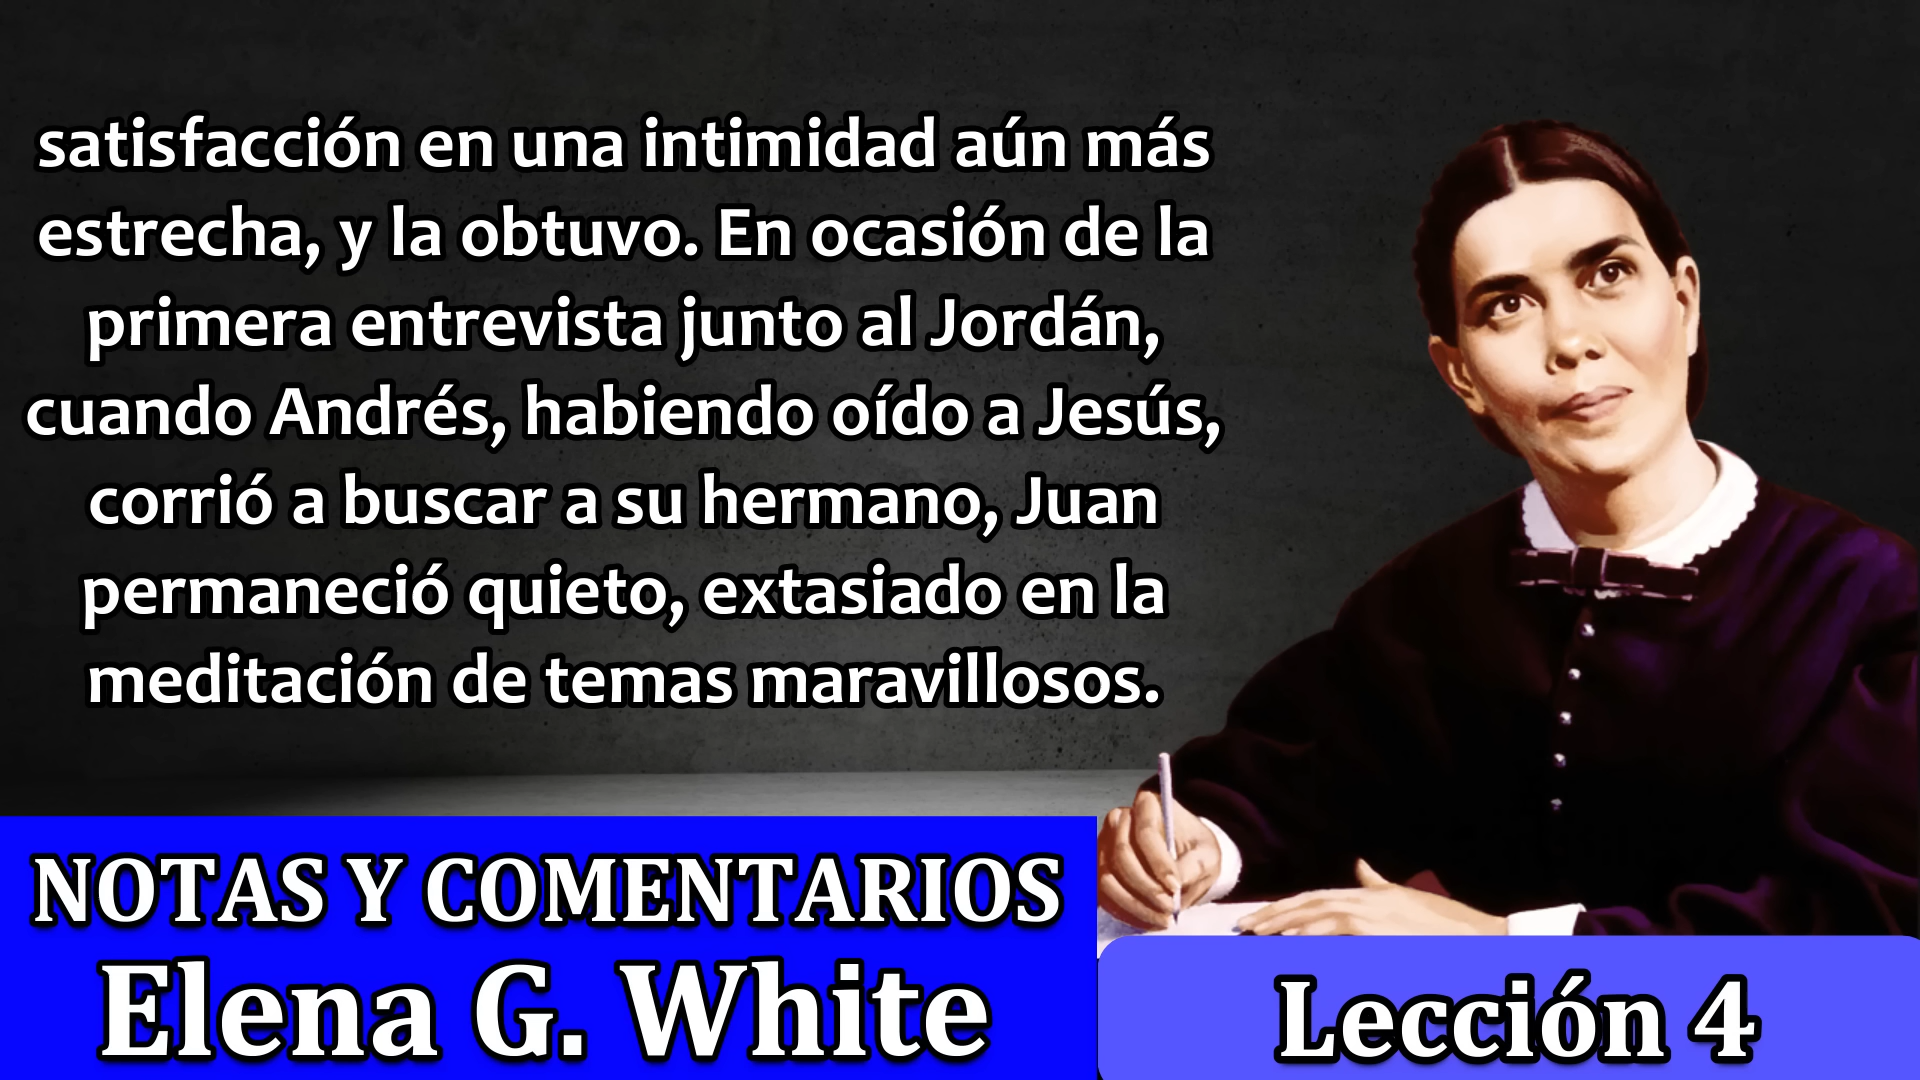 satisfacción en una intimidad aún más
estrecha, y la obtuvo. En ocasión de la
primera entrevista junto al Jordán,
cuando Andrés, habiendo oído a Jesús,
corrió a buscar a su hermano, Juan
permaneció quieto, extasiado en la
meditación de temas maravillosos.
NOTAS Y COMENTARIOS
Elena G. White
Lección 4